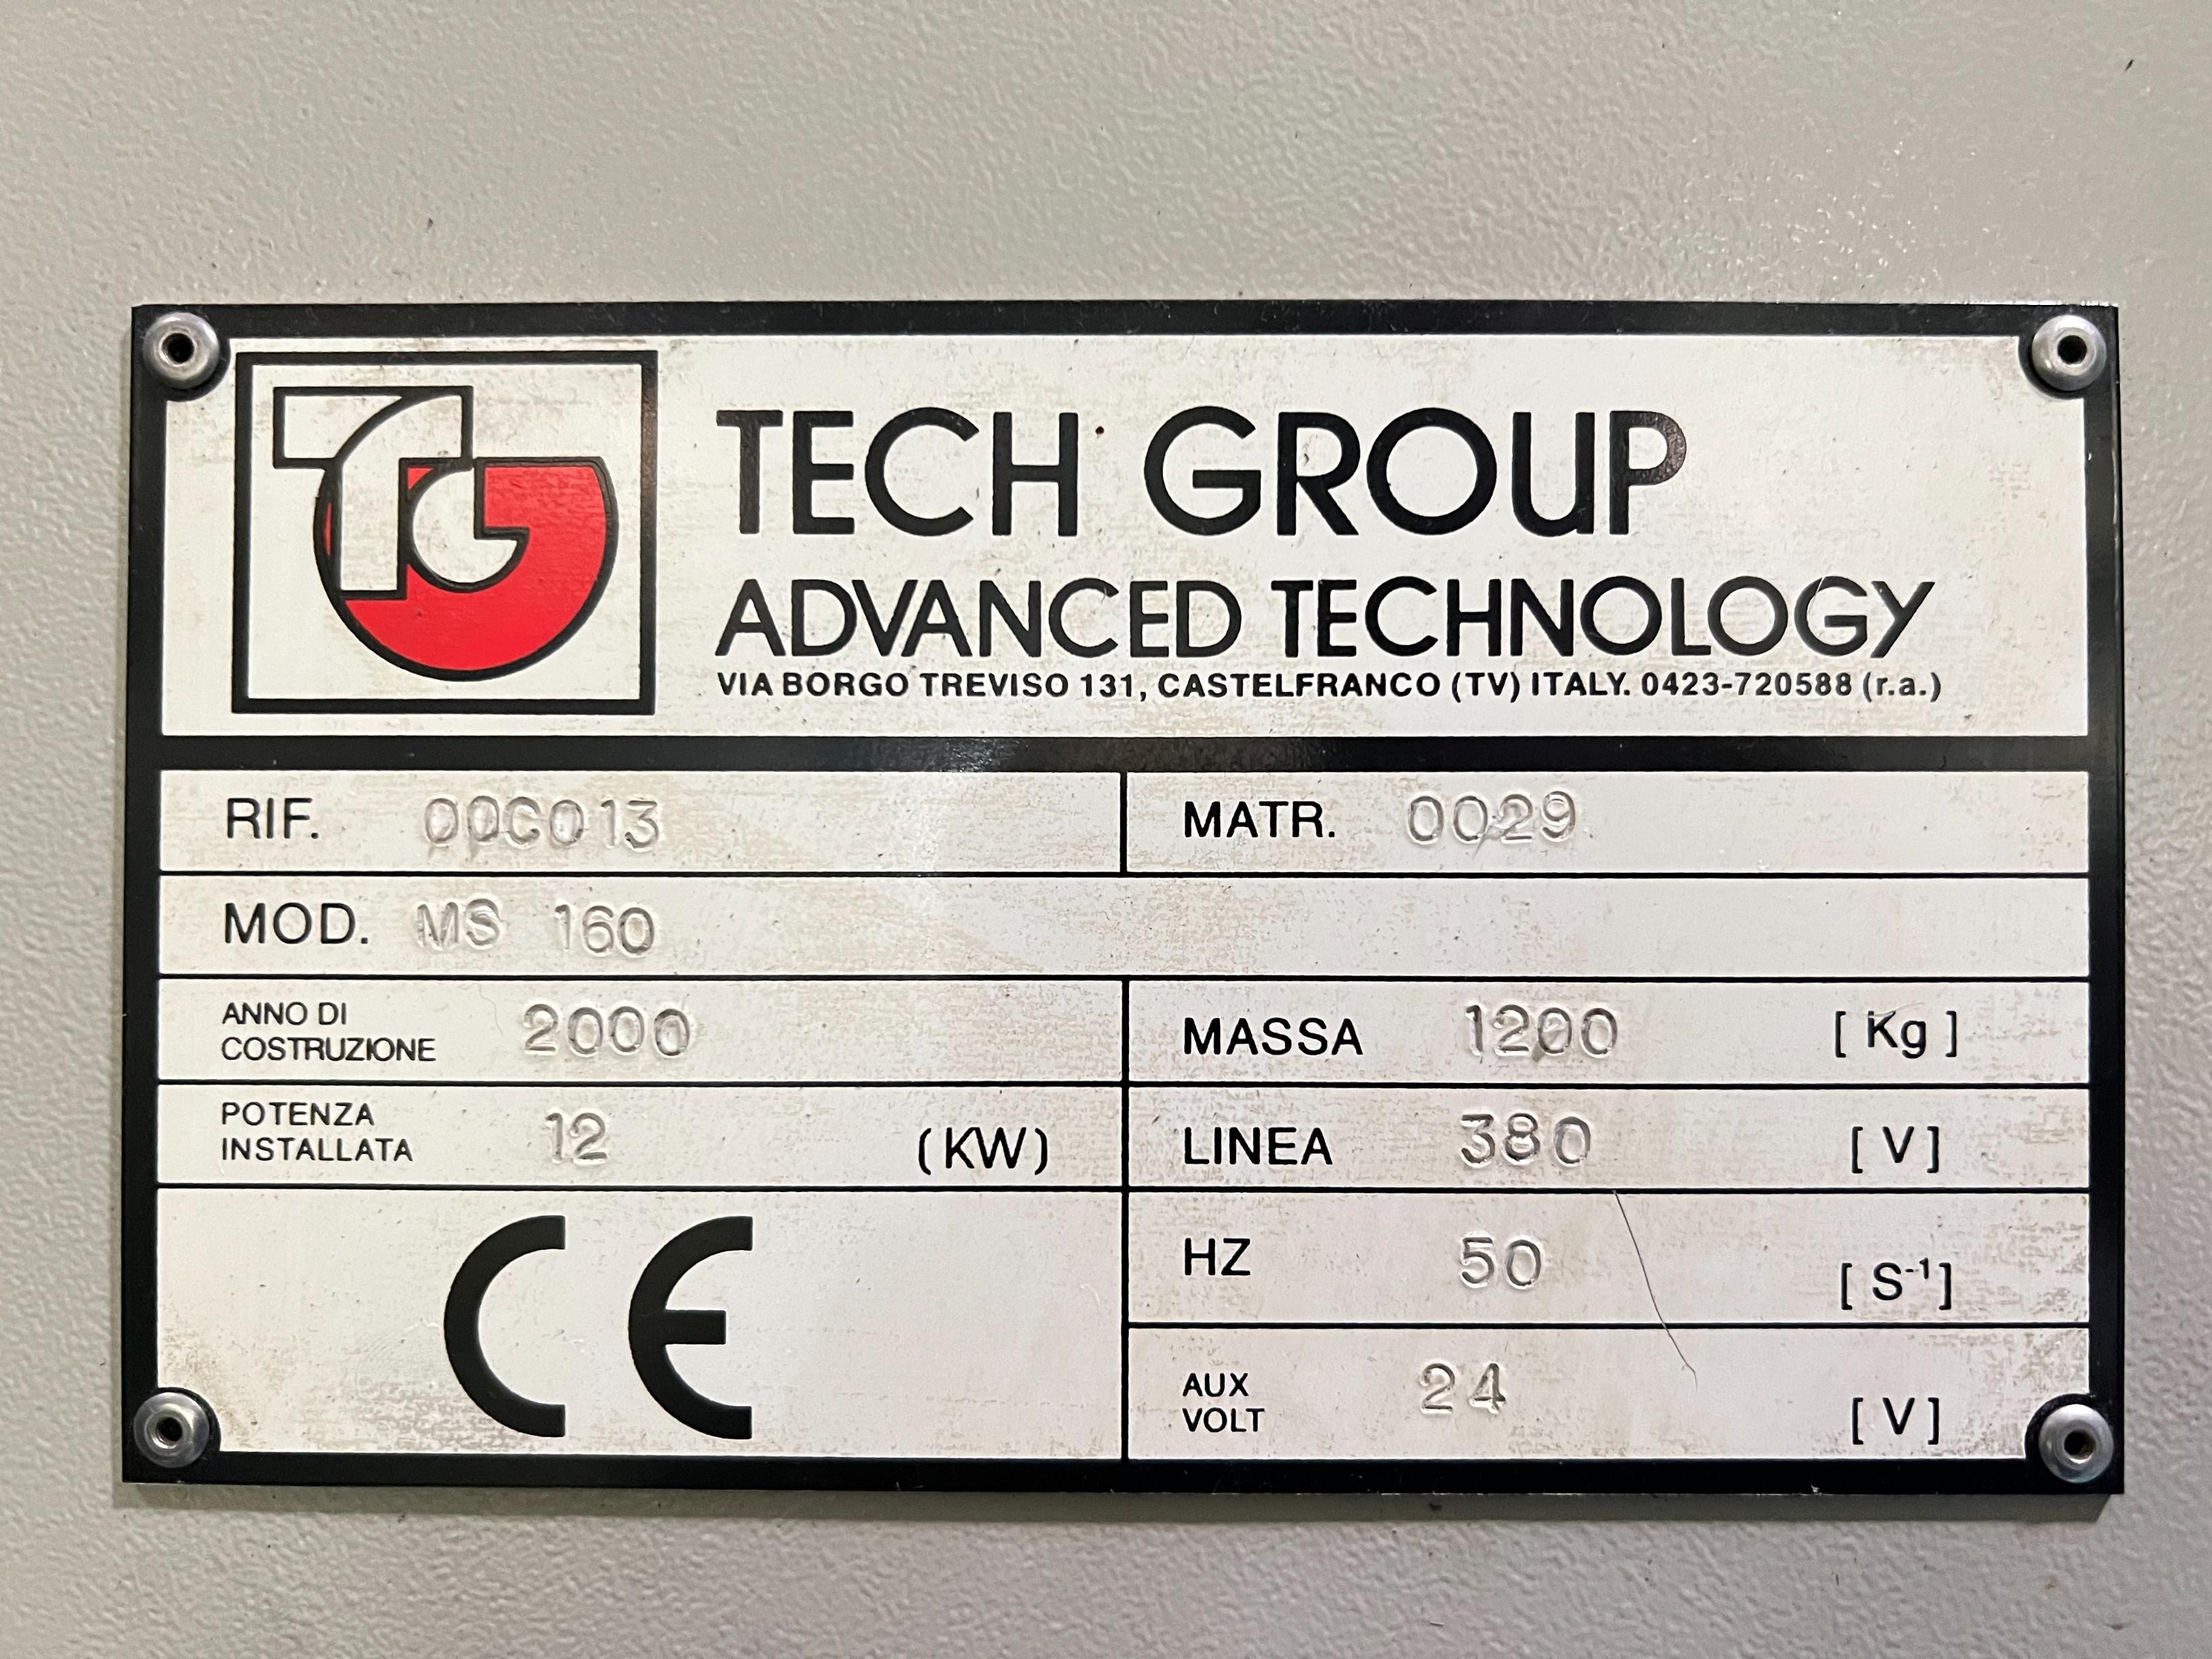 TG
TECH GROUP
ADVANCED TECHNOLOGY
VIA BORGO TREVISO 131, CASTELFRANCO (TV) ITALY. 0423-720588 (r.a.)
RIF. 00C013
MATR. 0029
MOD. MS 160
ANNO DI
COSTRUZIONE 2000
MASSA 1200 [ Kg ]
POTENZA
INSTALLATA 12 (KW)
LINEA 380 [ V ]
CE
HZ 50 [ S⁻¹ ]
AUX
VOLT 24 [ V ]